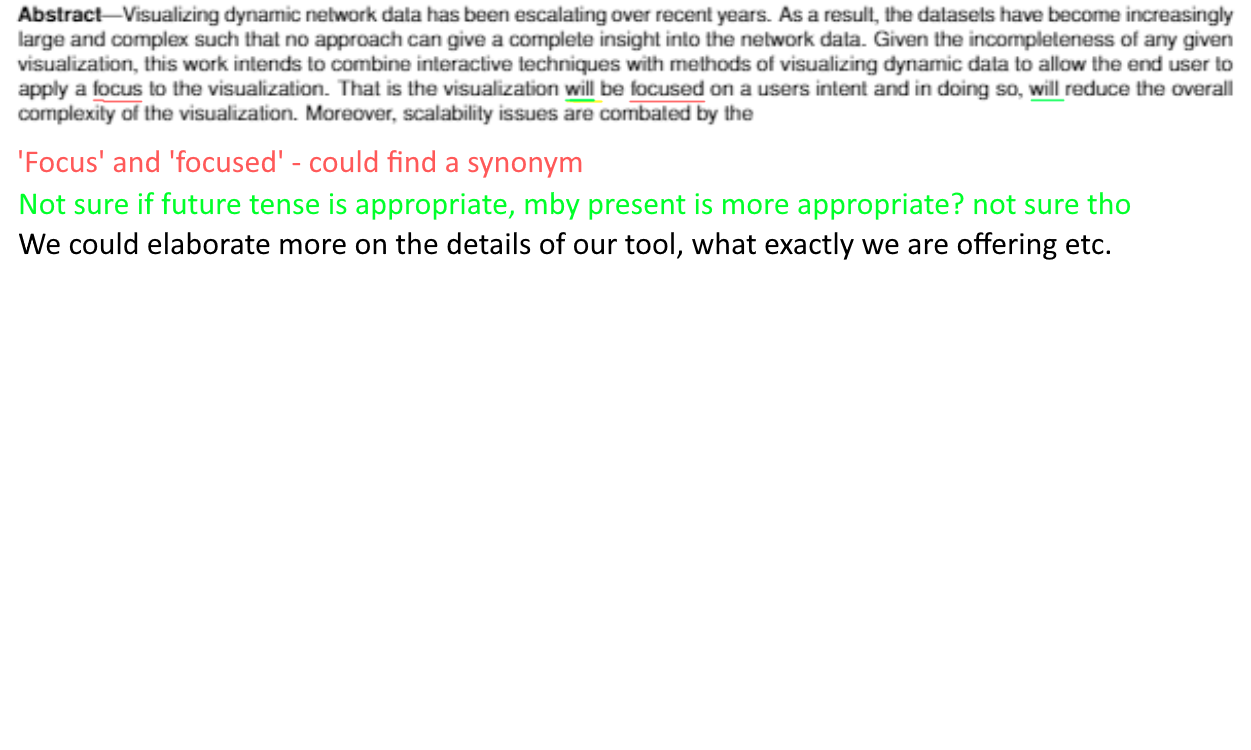 Abstract—Visualizing dynamic network data has been escalating over recent years. As a result, the datasets have become increasingly
large and complex such that no approach can give a complete insight into the network data. Given the incompleteness of any given
visualization, this work intends to combine interactive techniques with methods of visualizing dynamic data to allow the end user to
apply a focus to the visualization. That is the visualization will be focused on a users intent and in doing so, will reduce the overall
complexity of the visualization. Moreover, scalability issues are combated by the
'Focus' and 'focused' - could find a synonym
Not sure if future tense is appropriate, mby present is more appropriate? not sure tho
We could elaborate more on the details of our tool, what exactly we are offering etc.